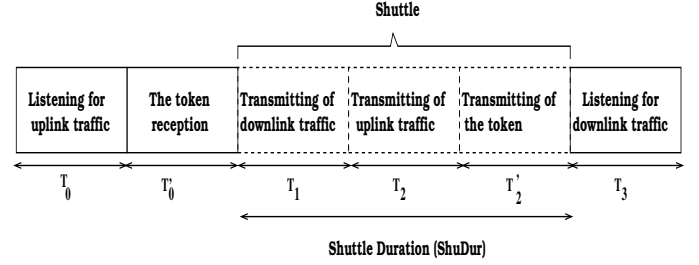 Shuttle
Listening for
uplink traffic
The token
reception
Transmitting of
downlink traffic
Transmitting of
uplink traffic
Transmitting of
the token
Listening for
downlink traffic
T0
T'0
T1
T2
T'2
T3
Shuttle Duration (ShuDur)